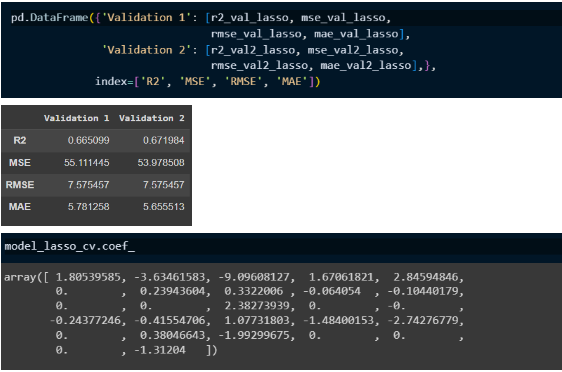 pd.DataFrame({'Validation 1': [r2_val_lasso, mse_val_lasso,
rmse_val_lasso, mae_val_lasso],
'Validation 2': [r2_val2_lasso, mse_val2_lasso,
rmse_val2_lasso, mae_val2_lasso],},
index=['R2', 'MSE', 'RMSE', 'MAE'])
Validation 1 Validation 2
R2 0.665099 0.671984
MSE 55.111445 53.978508
RMSE 7.575457 7.575457
MAE 5.781258 5.655513
model_lasso_cv.coef_
array([ 1.80539585, -3.63461583, -9.09608127, 1.67061821, 2.84594846,
0. , 0.23943604, 0.3322006 , -0.064054 , -0.10440179,
0. , 0. , 2.38273939, 0. , -0. ,
-0.24377246, -0.41554706, 1.07731803, -1.48400153, -2.74276779,
0. , 0.38046643, -1.99299675, 0. , 0. ,
0. , -1.31204 ])